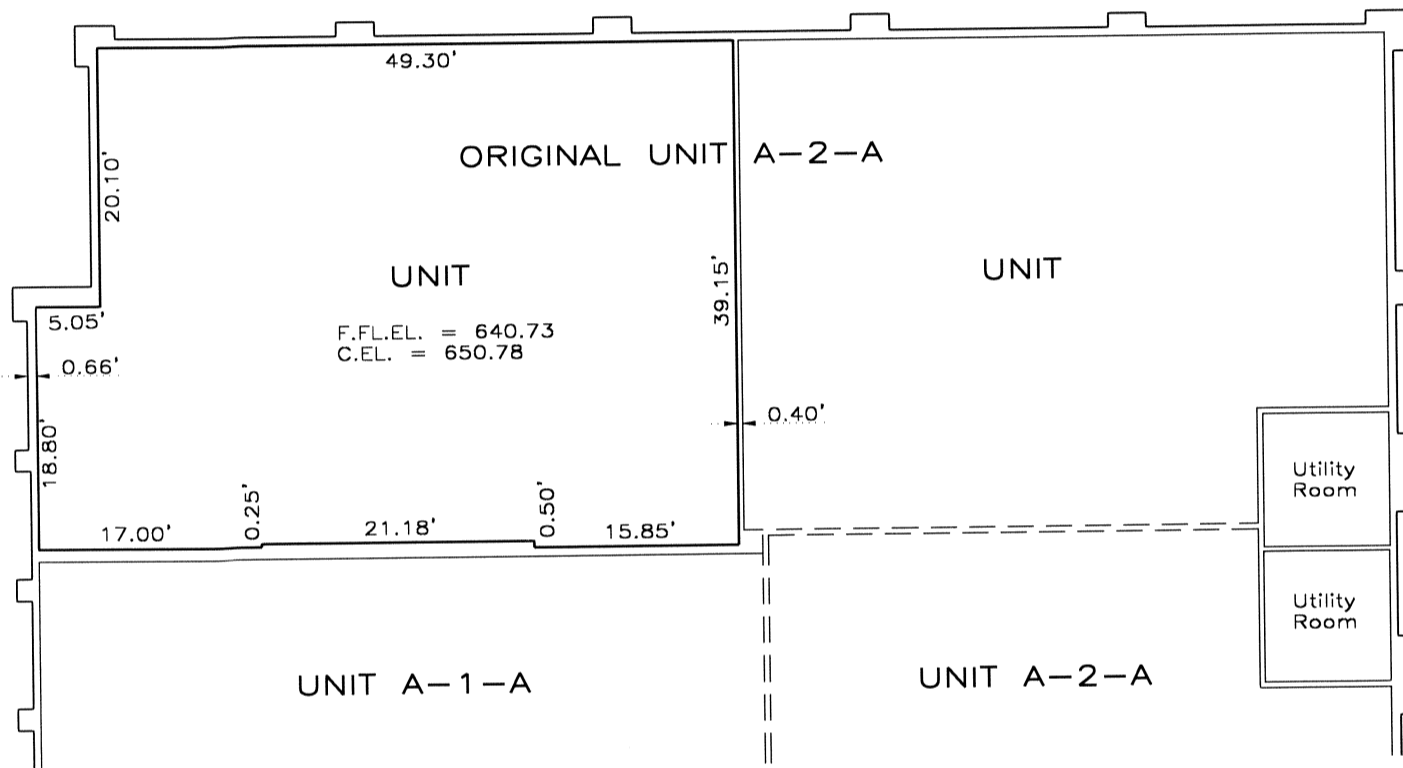 49.30'
ORIGINAL UNIT A-2-A
20.10'
UNIT
UNIT
39.15'
F.FL.EL. = 640.73
C.EL. = 650.78
5.05'
0.66'
0.40'
18.80'
Utility
Room
17.00'
0.25'
21.18'
0.50'
15.85'
Utility
Room
UNIT A-1-A
UNIT A-2-A